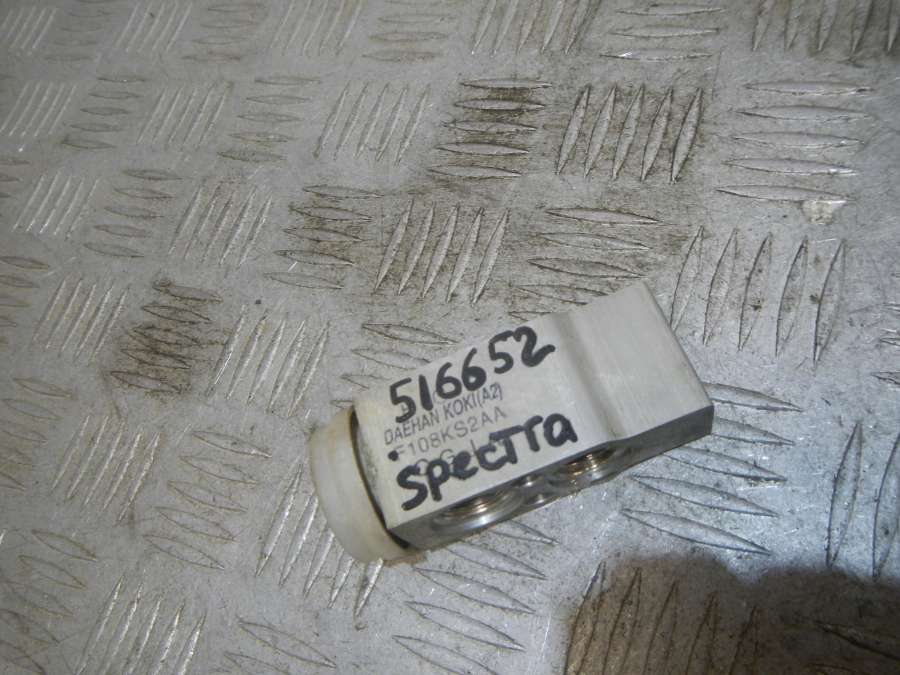 516652
DAEHAN KOKI(A2)
F108KS2AA
Spectra